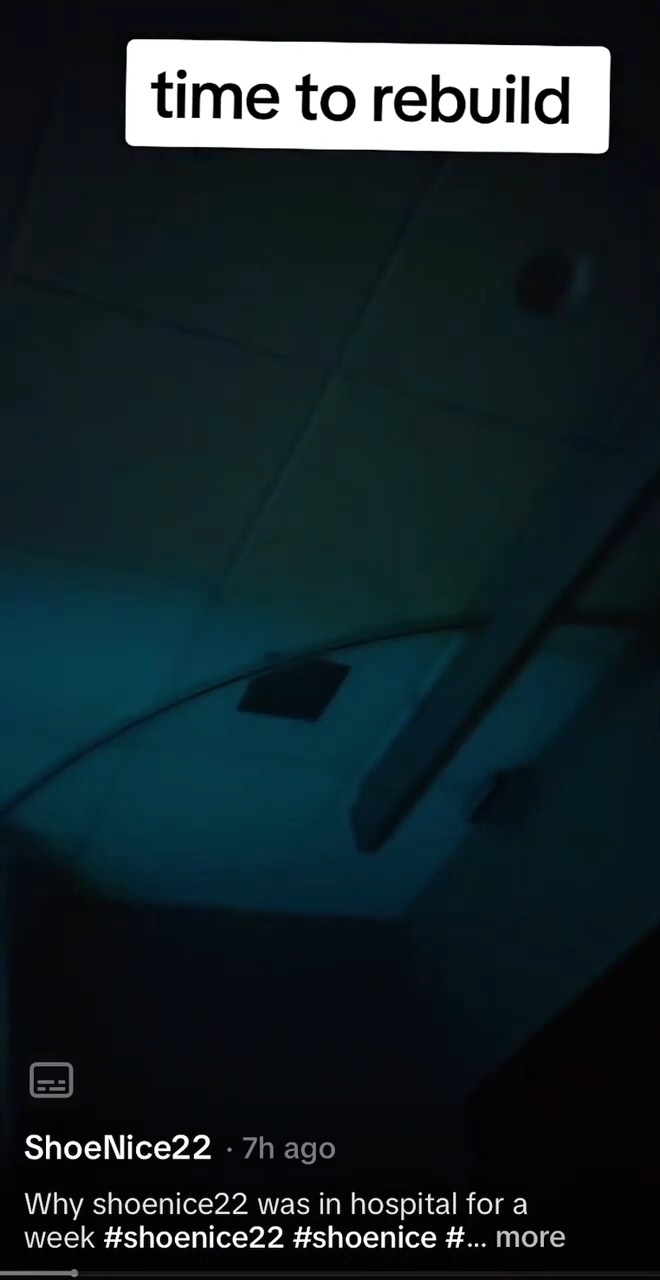 time to rebuild
ShoeNice22 · 7h ago
Why shoenice22 was in hospital for a
week #shoenice22 #shoenice #... more